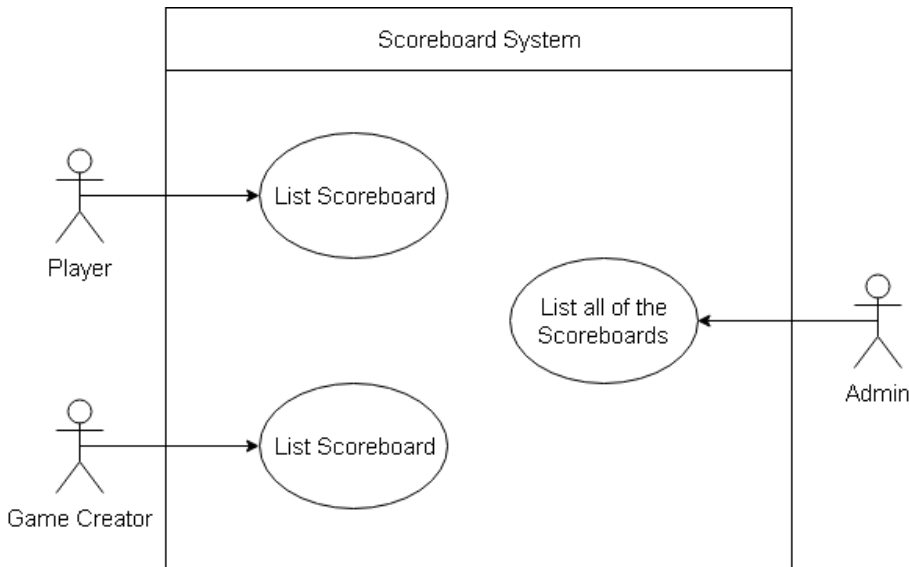 Scoreboard System
List Scoreboard
Player
List all of the
Scoreboards
Admin
List Scoreboard
Game Creator